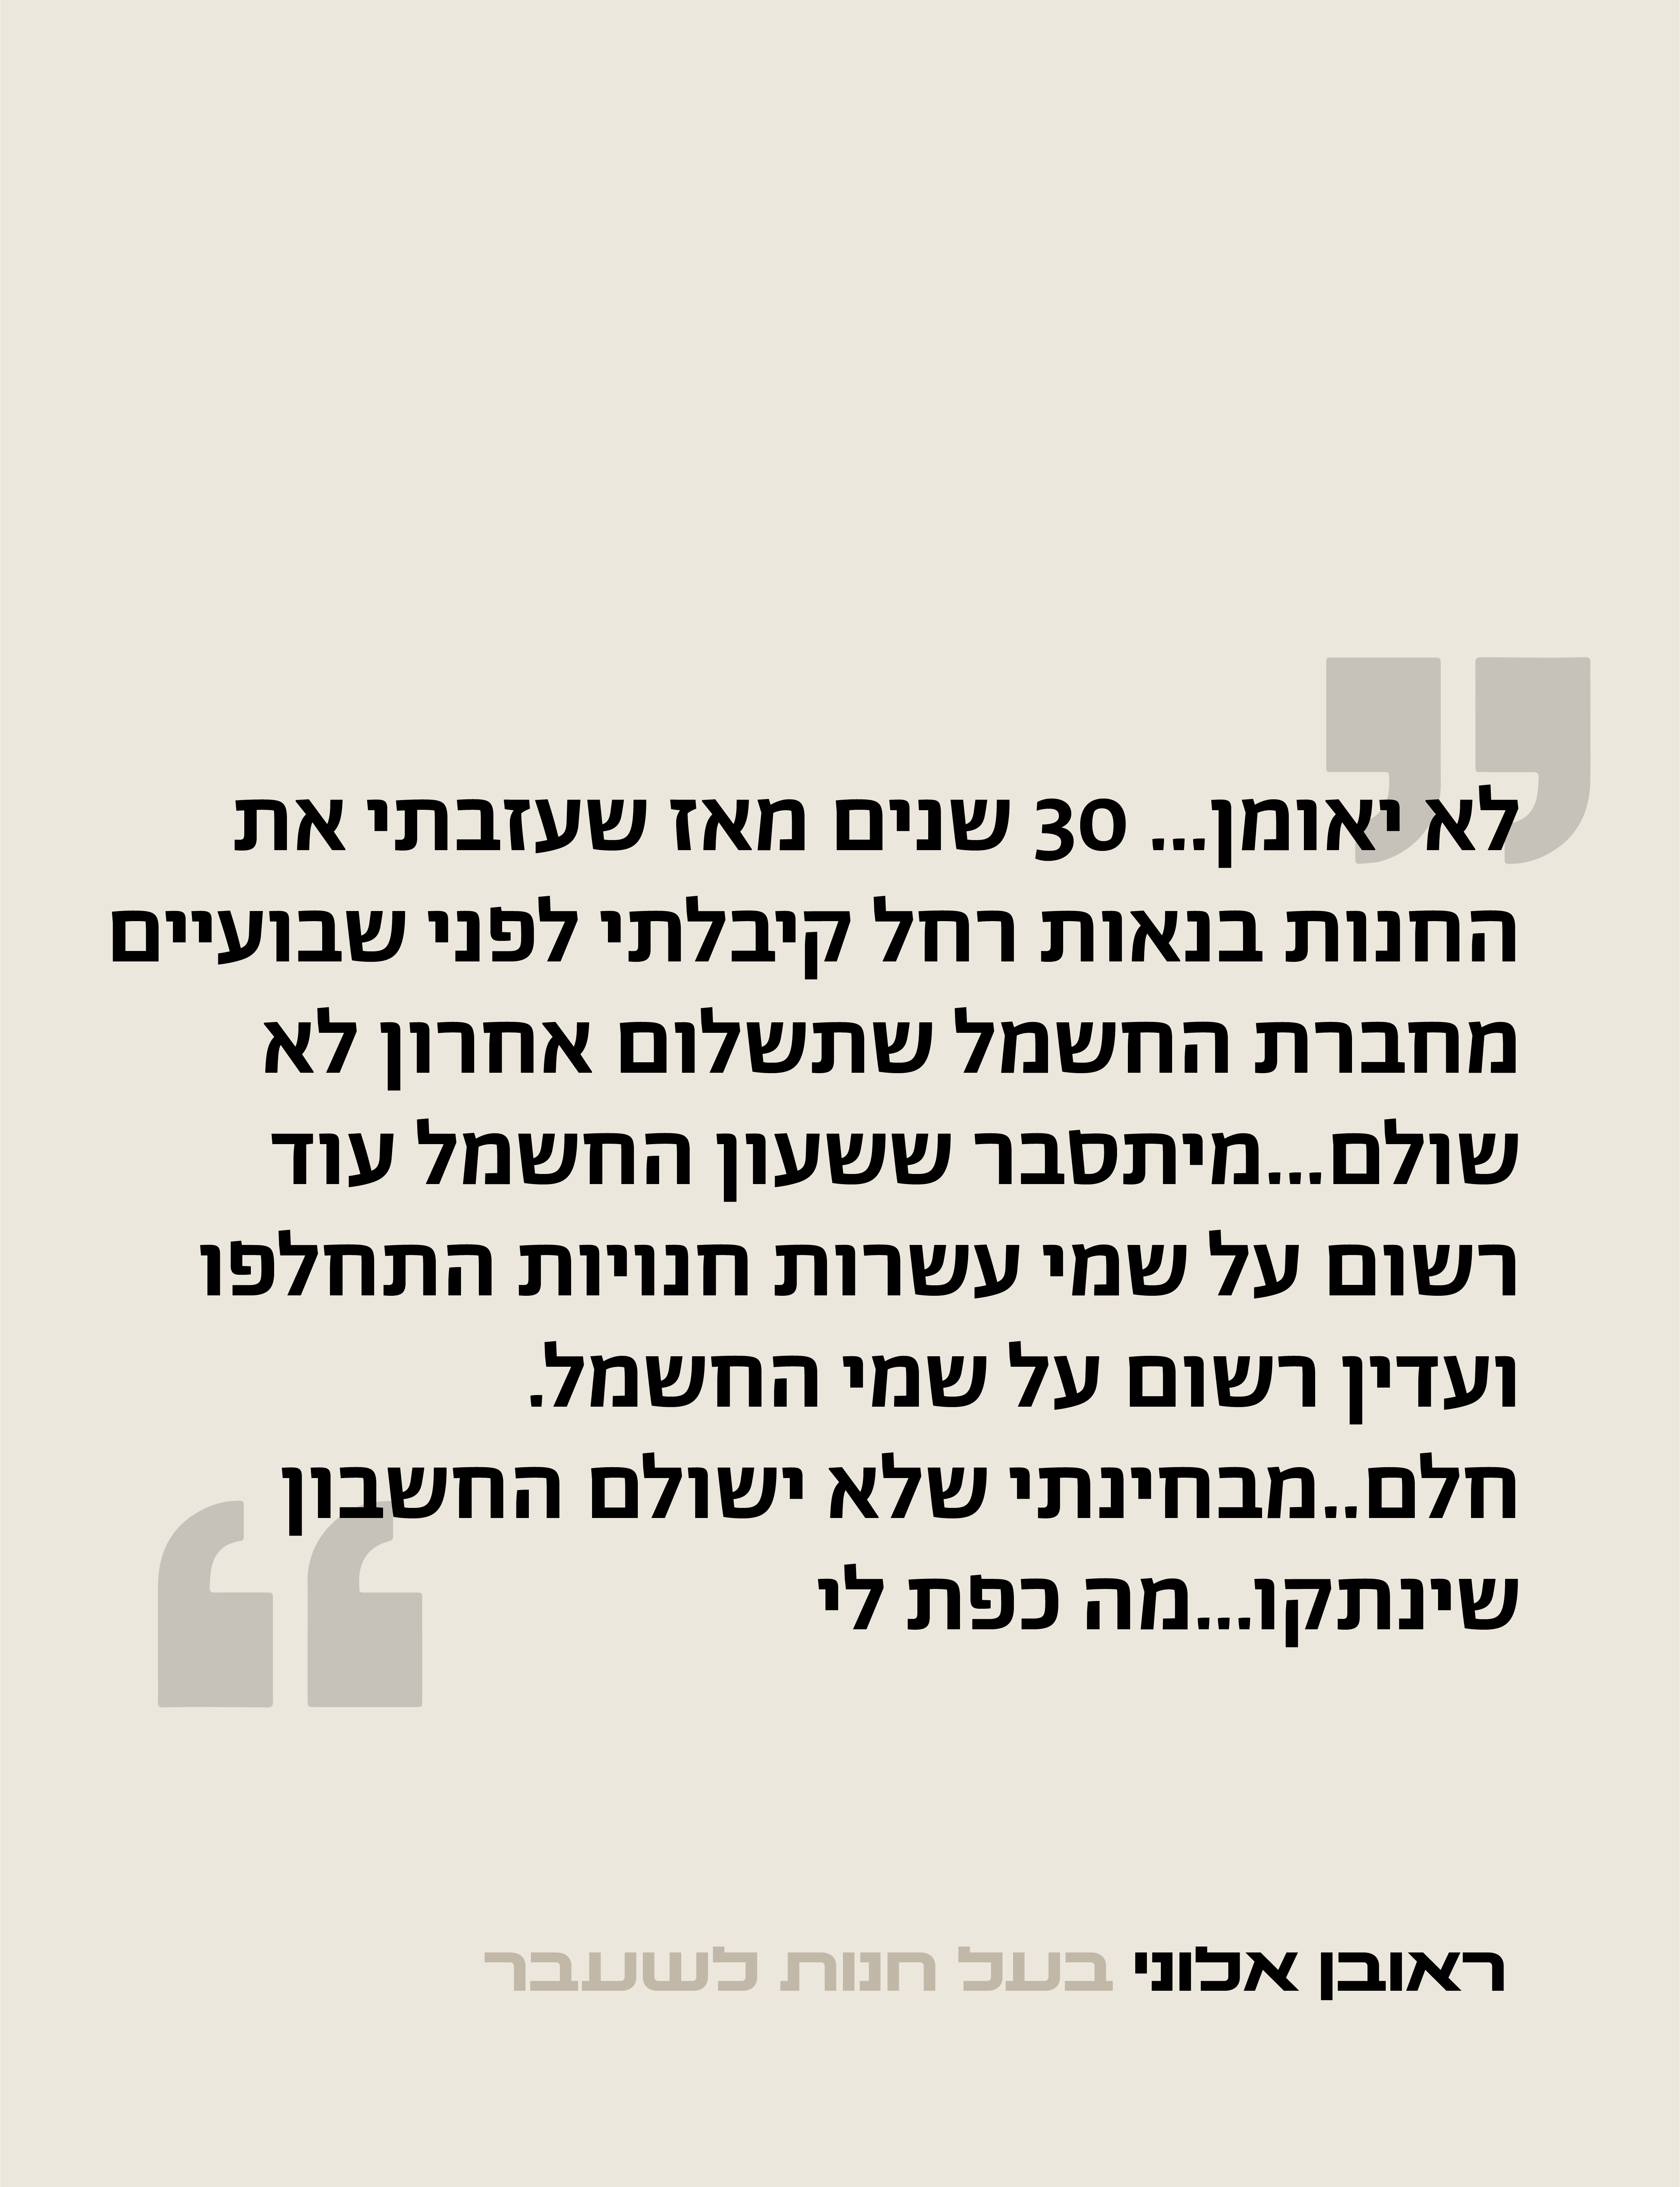 לא יאומן... 30 שנים מאז שעזבתי את
החנות בנאות רחל קיבלתי לפני שבועיים
מחברת החשמל שתשלום אחרון לא
שולם...מיתסבר ששעון החשמל עוד
רשום על שמי עשרות חנויות התחלפו
ועדין רשום על שמי החשמל.
חלם..מבחינתי שלא ישולם החשבון
שינתקו...מה כפת לי
ראובן אלוני בעל חנות לשעבר